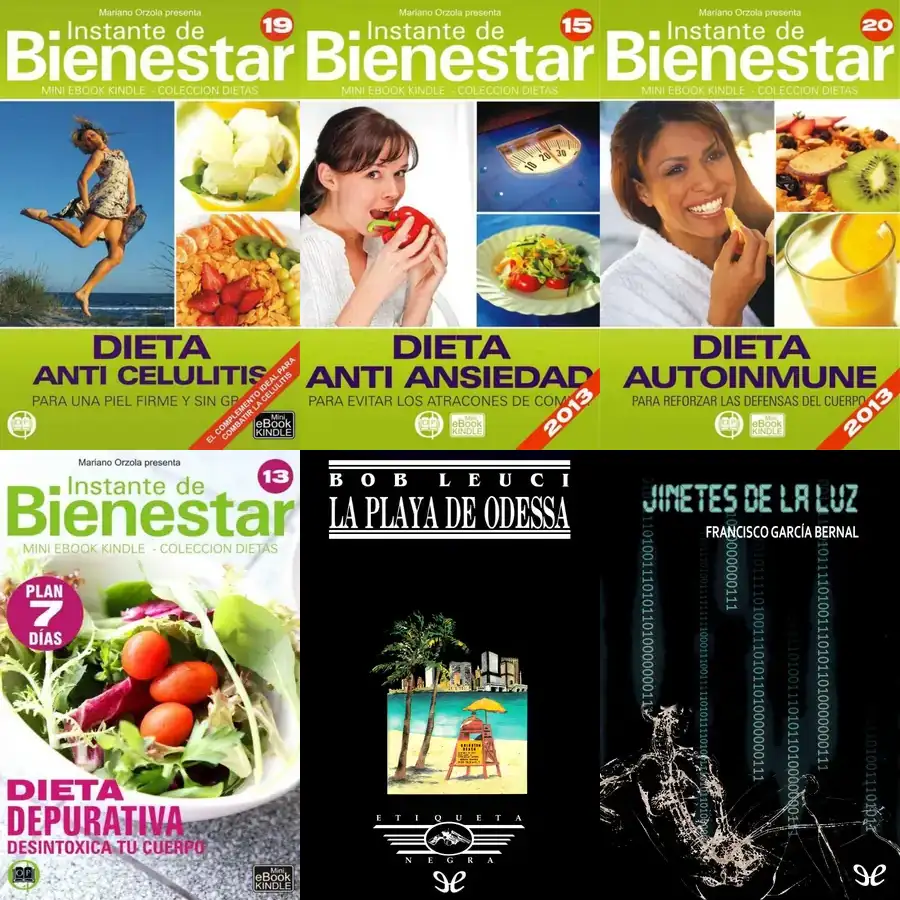 Mariano Orzola presenta
19
Instante de
Bienestar
MINI EBOOK KINDLE - COLECCION DIETAS
DIETA
ANTI CELULITIS
PARA UNA PIEL FIRME Y SIN
EL COMPLEMENTO IDEAL PARA
COMBATIR LA CELULITIS
Mini
eBook
KINDLE
Mariano Orzola presenta
15
Instante de
Bienestar
MINI EBOOK KINDLE - COLECCION DIETAS
10 20 30
DIETA
ANTI ANSIEDAD
PARA EVITAR LOS ATRACONES DE
2013
Mini
eBook
KINDLE
Mariano Orzola presenta
20
Instante de
Bienestar
MINI EBOOK KINDLE - COLECCION DIETAS
DIETA
AUTOINMUNE
PARA REFORZAR LAS DEFENSAS DEL CUERPO
2013
Mini
eBook
KINDLE
Mariano Orzola presenta
13
Instante de
Bienestar
MINI EBOOK KINDLE - COLECCION DIETAS
PLAN
7
DÍAS
DIETA
DEPURATIVA
DESINTOXICA TU CUERPO
Mini
eBook
KINDLE
BOB LEUCI
LA PLAYA DE ODESSA
ETIQUETA
NEGRA
JINETES DE LA LUZ
FRANCISCO GARCÍA BERNAL